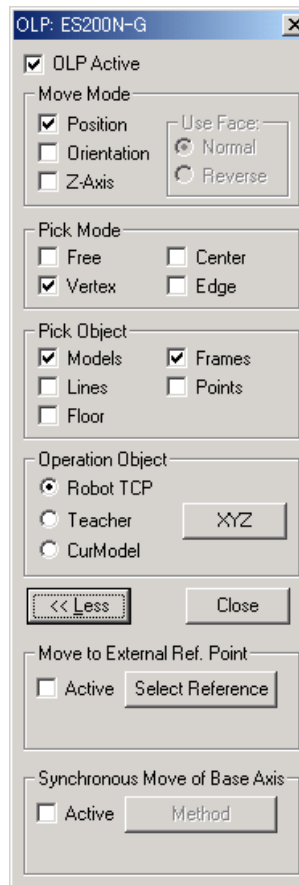 OLP: ES200N-G
OLP Active
Move Mode
Position
Use Face:
Normal
Orientation
Reverse
Z-Axis
Pick Mode
Free Center
Vertex Edge
Pick Object
Models Frames
Lines Points
Floor
Operation Object
Robot TCP
Teacher XYZ
CurModel
<< Less Close
Move to External Ref. Point
Active Select Reference
Synchronous Move of Base Axis
Active Method